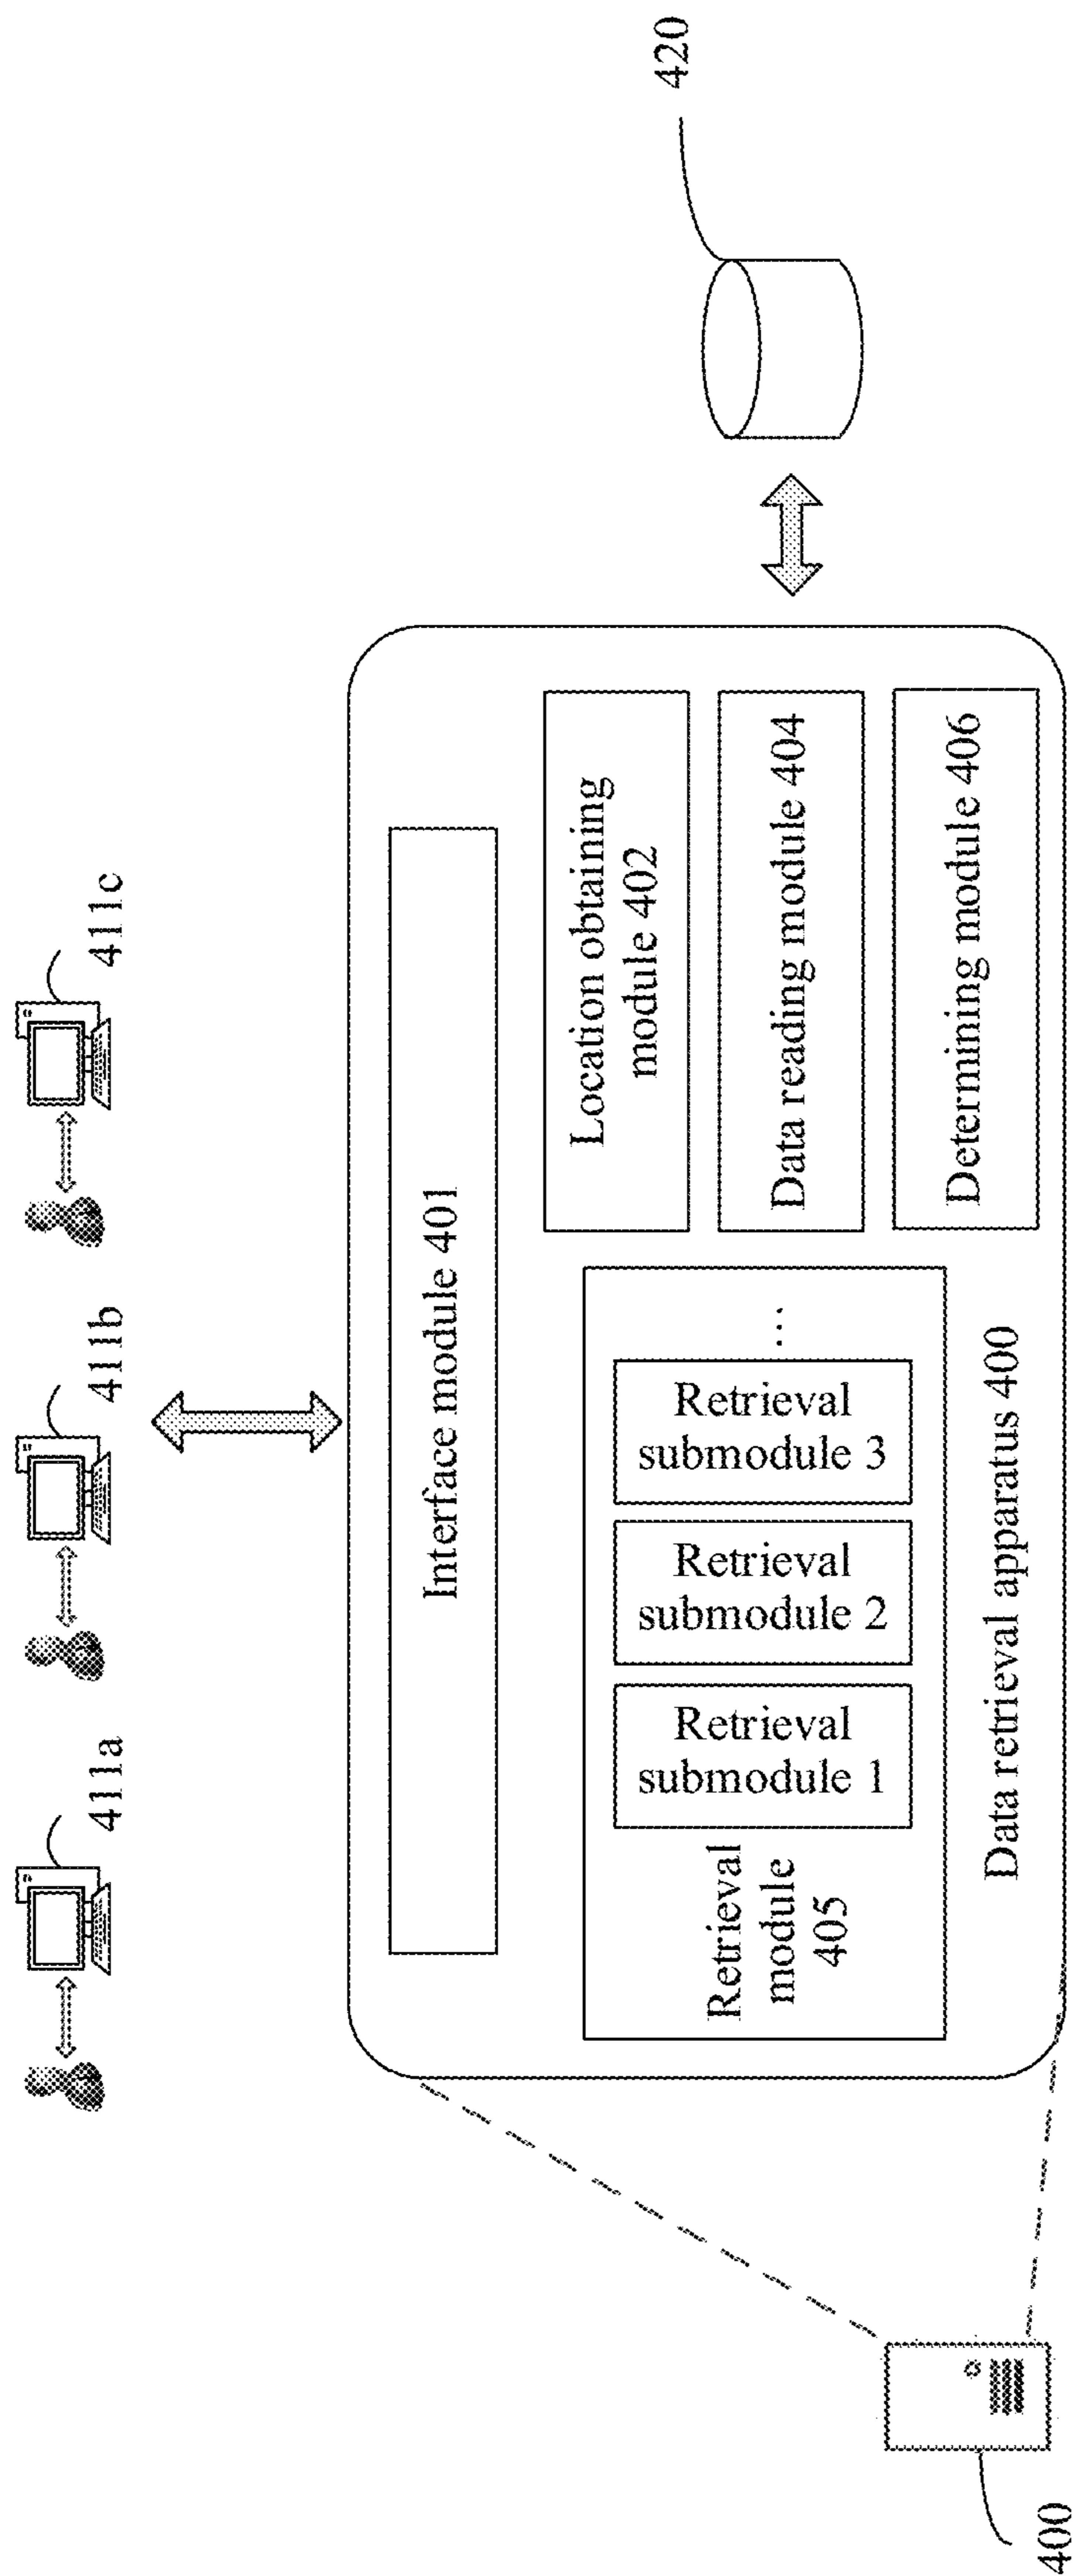 411a
411b
411c
Interface module 401
Location obtaining
module 402
Data reading module 404
Determining module 406
Retrieval
module
405
Retrieval
submodule 1
Retrieval
submodule 2
Retrieval
submodule 3
...
Data retrieval apparatus 400
420
400